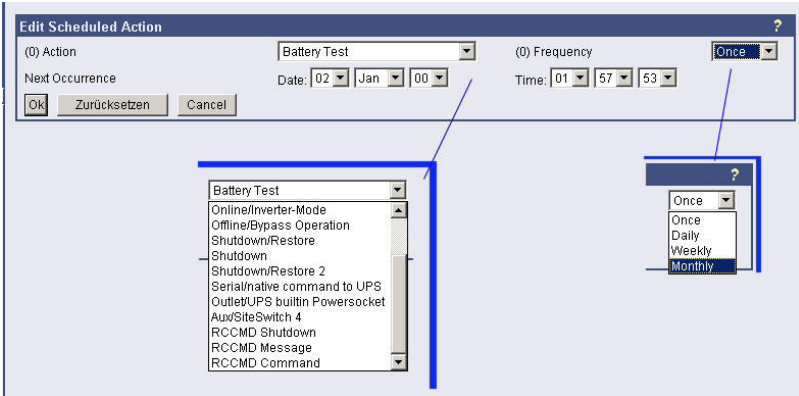 Edit Scheduled Action ?
(0) Action Battery Test (0) Frequency Once
Next Occurrence Date: 02 Jan 00 Time: 01 57 53
Ok Zurücksetzen Cancel
Battery Test
Online/Inverter-Mode
Offline/Bypass Operation
Shutdown/Restore
Shutdown
Shutdown/Restore 2
Serial/native command to UPS
Outlet/UPS builtin Powersocket
Aux/SiteSwitch 4
RCCMD Shutdown
RCCMD Message
RCCMD Command
?
Once
Once
Daily
Weekly
Monthly